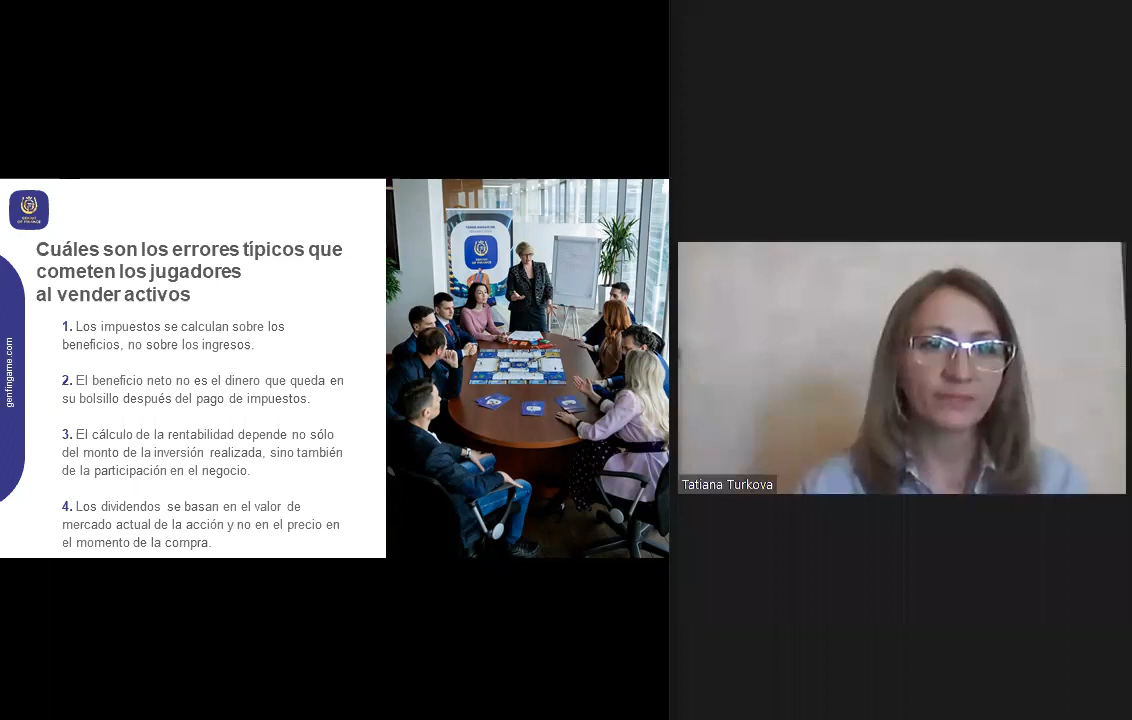 GENIUS
OF FINANCE
genfingame.com
Cuáles son los errores típicos que
cometen los jugadores
al vender activos
1. Los impuestos se calculan sobre los
beneficios, no sobre los ingresos.
2. El beneficio neto no es el dinero que queda en
su bolsillo después del pago de impuestos.
3. El cálculo de la rentabilidad depende no sólo
del monto de la inversión realizada, sino también
de la participación en el negocio.
4. Los dividendos se basan en el valor de
mercado actual de la acción y no en el precio en
el momento de la compra.
Tatiana Turkova